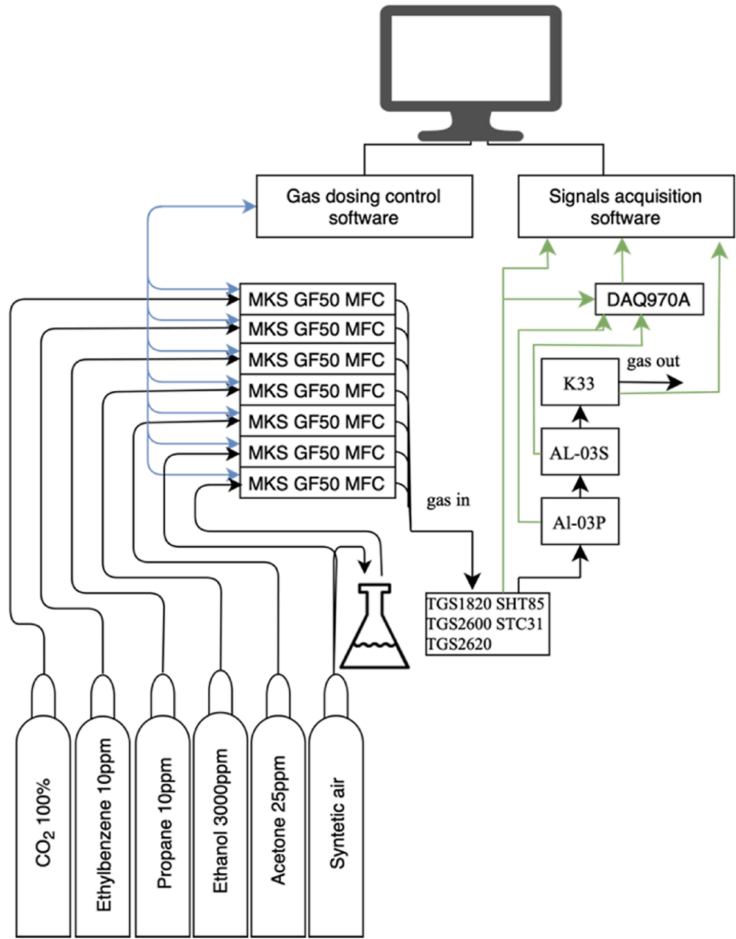 Gas dosing control
software
Signals acquisition
software
MKS GF50 MFC
MKS GF50 MFC
MKS GF50 MFC
MKS GF50 MFC
MKS GF50 MFC
MKS GF50 MFC
MKS GF50 MFC
DAQ970A
gas out
K33
AL-03S
Al-03P
gas in
TGS1820 SHT85
TGS2600 STC31
TGS2620
CO₂ 100%
Ethylbenzene 10ppm
Propane 10ppm
Ethanol 3000ppm
Acetone 25ppm
Syntetic air